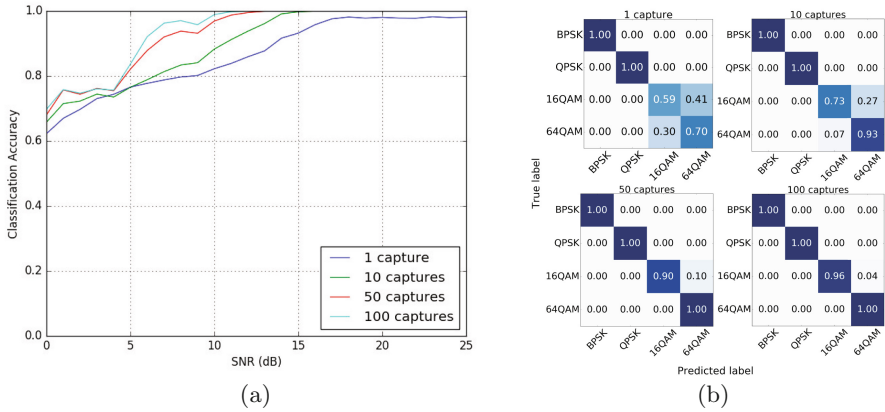 1.0
0.8
0.6
0.4
0.2
0.0
0
5
10
15
20
25
Classification Accuracy
SNR (dB)
1 capture
10 captures
50 captures
100 captures
(a)
True label
1 capture
BPSK 1.00 0.00 0.00 0.00
QPSK 0.00 1.00 0.00 0.00
16QAM 0.00 0.00 0.59 0.41
64QAM 0.00 0.00 0.30 0.70
BPSK QPSK 16QAM 64QAM
10 captures
BPSK 1.00 0.00 0.00 0.00
QPSK 0.00 1.00 0.00 0.00
16QAM 0.00 0.00 0.73 0.27
64QAM 0.00 0.00 0.07 0.93
BPSK QPSK 16QAM 64QAM
50 captures
BPSK 1.00 0.00 0.00 0.00
QPSK 0.00 1.00 0.00 0.00
16QAM 0.00 0.00 0.90 0.10
64QAM 0.00 0.00 0.00 1.00
BPSK QPSK 16QAM 64QAM
100 captures
BPSK 1.00 0.00 0.00 0.00
QPSK 0.00 1.00 0.00 0.00
16QAM 0.00 0.00 0.96 0.04
64QAM 0.00 0.00 0.00 1.00
BPSK QPSK 16QAM 64QAM
Predicted label
(b)